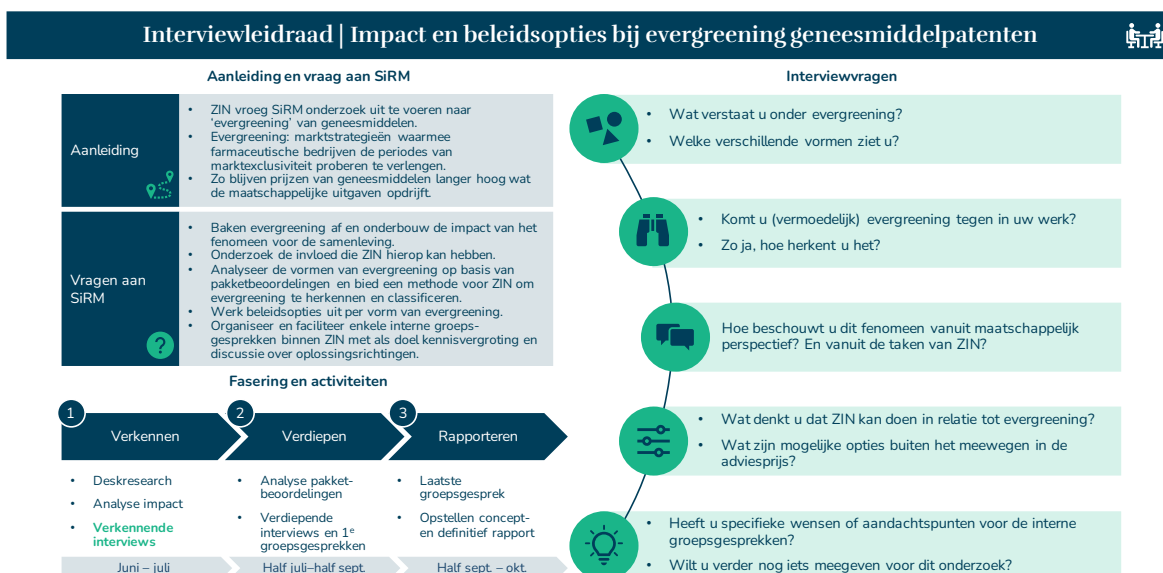 Interviewleidraad | Impact en beleidsopties bij evergreening geneesmiddelpatenten
Aanleiding en vraag aan SiRM
Aanleiding
• ZIN vroeg SiRM onderzoek uit te voeren naar
‘evergreening’ van geneesmiddelen.
• Evergreening: marktstrategieën waarmee
farmaceutische bedrijven de periodes van
marktexclusiviteit proberen te verlengen.
• Zo blijven prijzen van geneesmiddelen langer hoog wat
de maatschappelijke uitgaven opdrijft.
Vragen aan
SiRM
?
• Baken evergreening af en onderbouw de impact van het
fenomeen voor de samenleving.
• Onderzoek de invloed die ZIN hierop kan hebben.
• Analyseer de vormen van evergreening op basis van
pakketbeoordelingen en bied een methode voor ZIN om
evergreening te herkennen en classificeren.
• Werk beleidsopties uit per vorm van evergreening.
• Organiseer en faciliteer enkele interne groeps-
gesprekken binnen ZIN met als doel kennisvergroting en
discussie over oplossingsrichtingen.
Fasering en activiteiten
1
Verkennen
• Deskresearch
• Analyse impact
• Verkennende
interviews
Juni – juli
2
Verdiepen
• Analyse pakket-
beoordelingen
• Verdiepende
interviews en 1e
groepsgesprekken
Half juli–half sept.
3
Rapporteren
• Laatste
groepsgesprek
• Opstellen concept-
en definitief rapport
Half sept. – okt.
Interviewvragen
• Wat verstaat u onder evergreening?
• Welke verschillende vormen ziet u?
• Komt u (vermoedelijk) evergreening tegen in uw werk?
• Zo ja, hoe herkent u het?
Hoe beschouwt u dit fenomeen vanuit maatschappelijk
perspectief? En vanuit de taken van ZIN?
• Wat denkt u dat ZIN kan doen in relatie tot evergreening?
• Wat zijn mogelijke opties buiten het meewegen in de
adviesprijs?
• Heeft u specifieke wensen of aandachtspunten voor de interne
groepsgesprekken?
• Wilt u verder nog iets meegeven voor dit onderzoek?